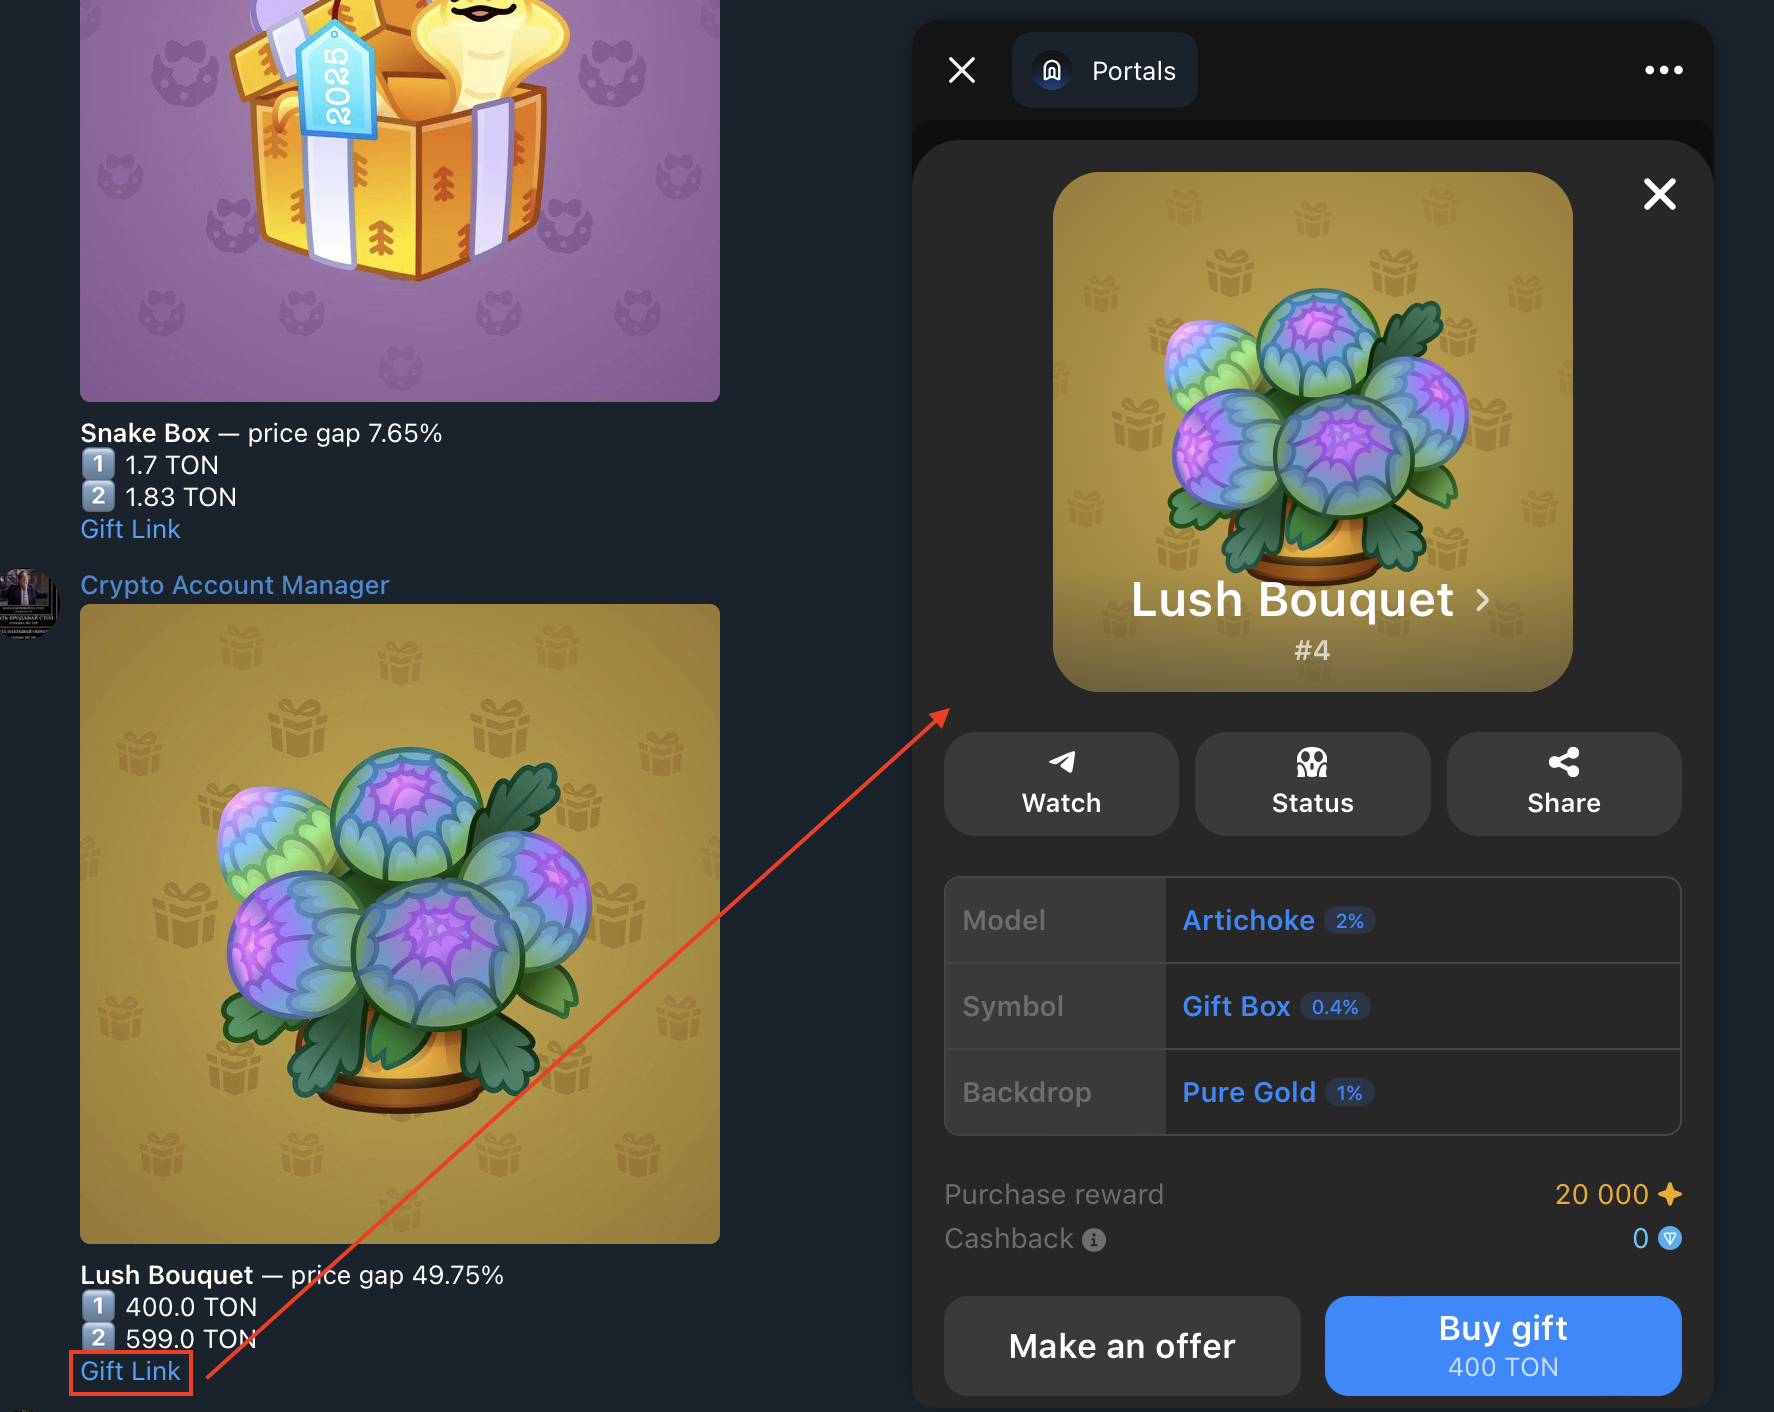 2025
Snake Box — price gap 7.65%
1 1.7 TON
2 1.83 TON
Gift Link
Crypto Account Manager
Lush Bouquet — price gap 49.75%
1 400.0 TON
2 599.0 TON
Gift Link
Portals
Lush Bouquet
#4
Watch
Status
Share
Model Artichoke 2%
Symbol Gift Box 0.4%
Backdrop Pure Gold 1%
Purchase reward 20 000
Cashback 0
Make an offer
Buy gift
400 TON